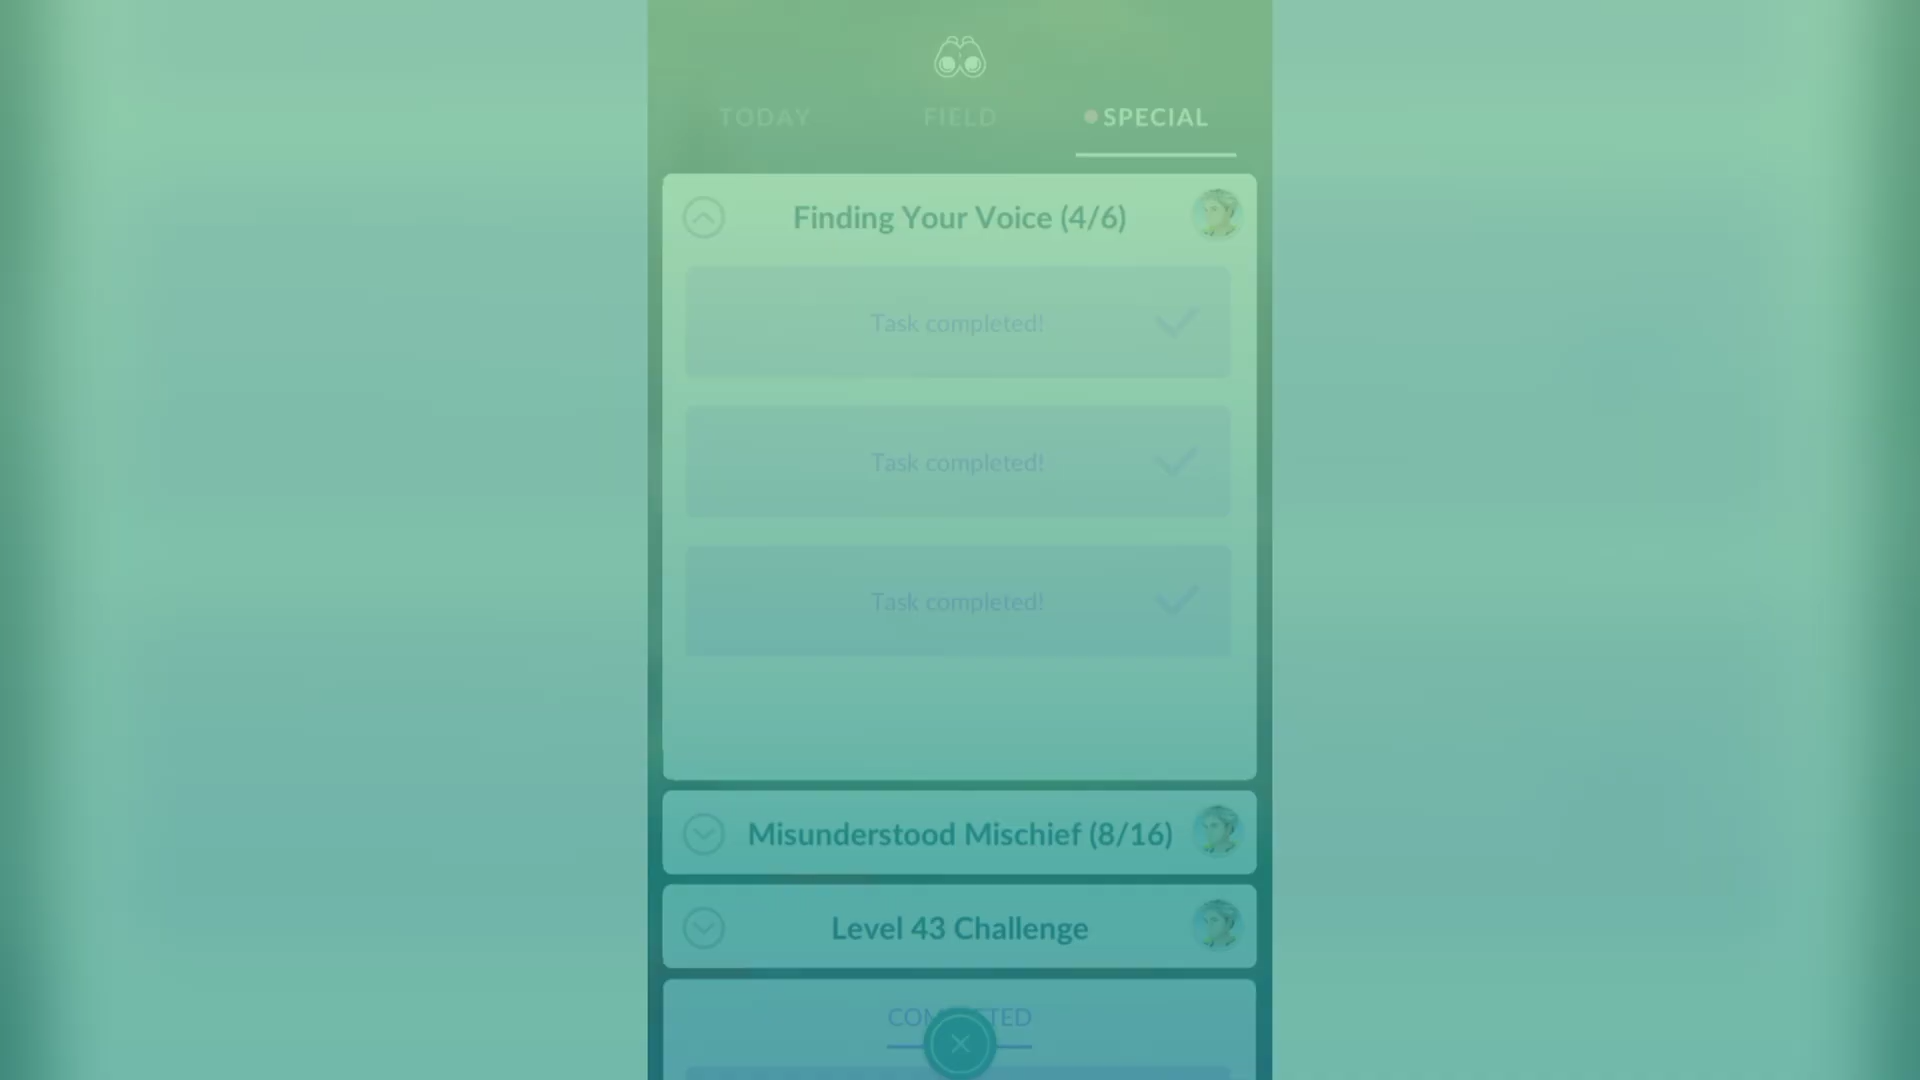 TODAY
FIELD
SPECIAL
Finding Your Voice (4/6)
Task completed!
Task completed!
Task completed!
Misunderstood Mischief (8/16)
Level 43 Challenge